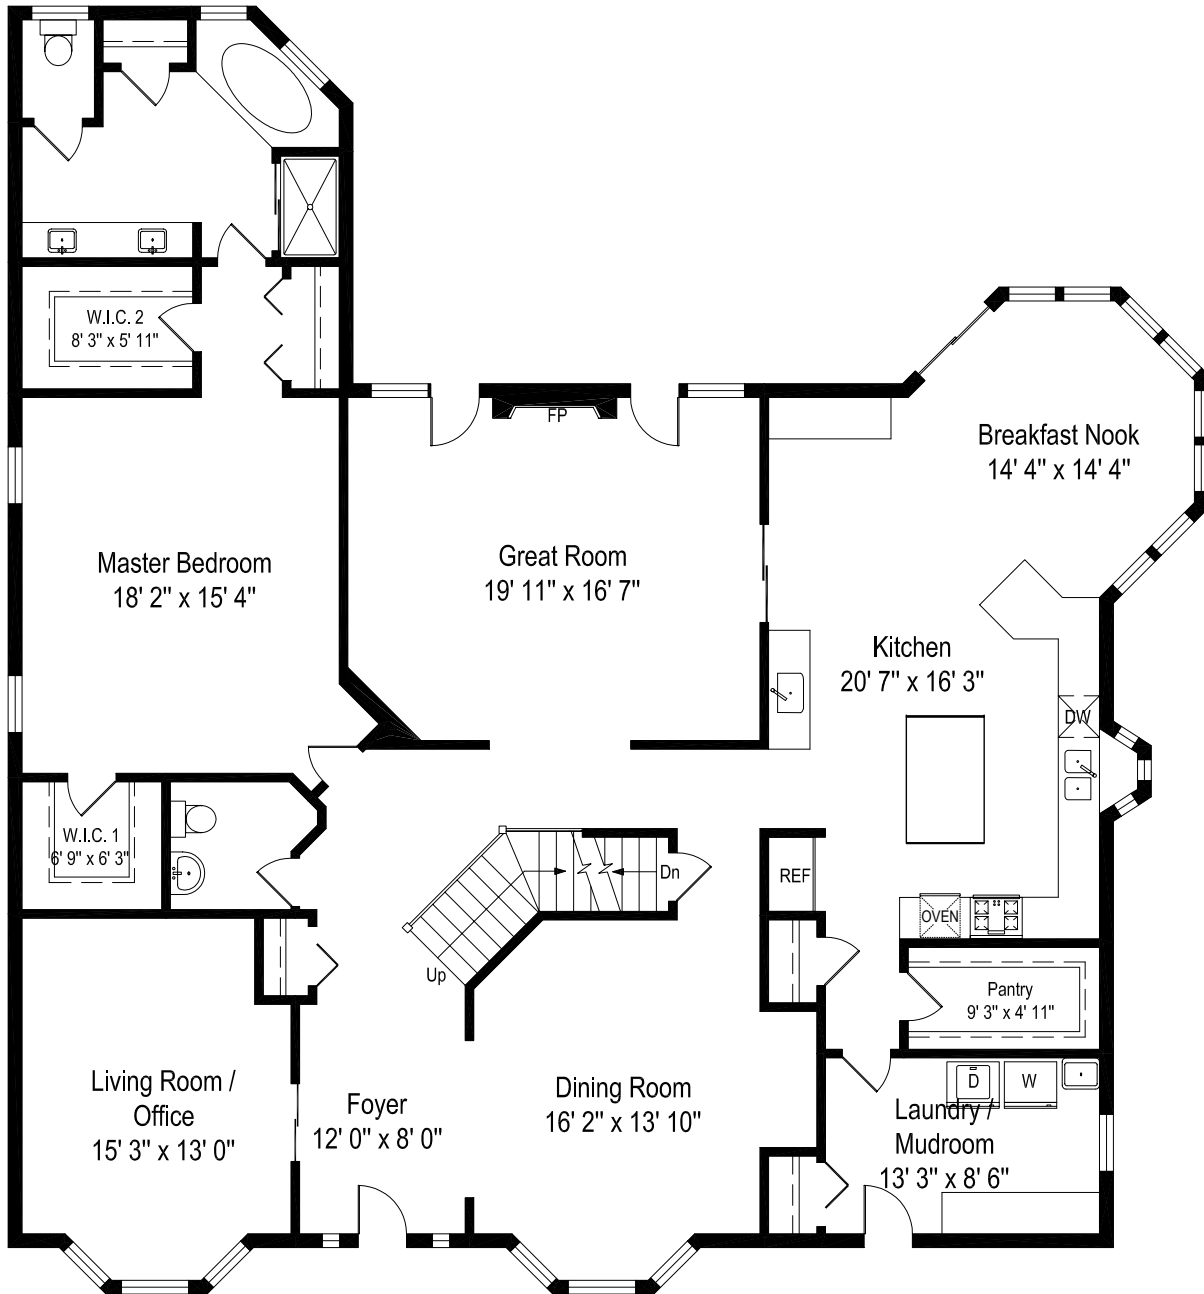 W.I.C. 2
8' 3" x 5' 11"
FP
Breakfast Nook
14' 4" x 14' 4"
Master Bedroom
18' 2" x 15' 4"
Great Room
19' 11" x 16' 7"
Kitchen
20' 7" x 16' 3"
DW
W.I.C. 1
6' 9" x 6' 3"
Dn
REF
OVEN
Up
Pantry
9' 3" x 4' 11"
Living Room /
Office
15' 3" x 13' 0"
Foyer
12' 0" x 8' 0"
Dining Room
16' 2" x 13' 10"
D
W
Laundry /
Mudroom
13' 3" x 8' 6"